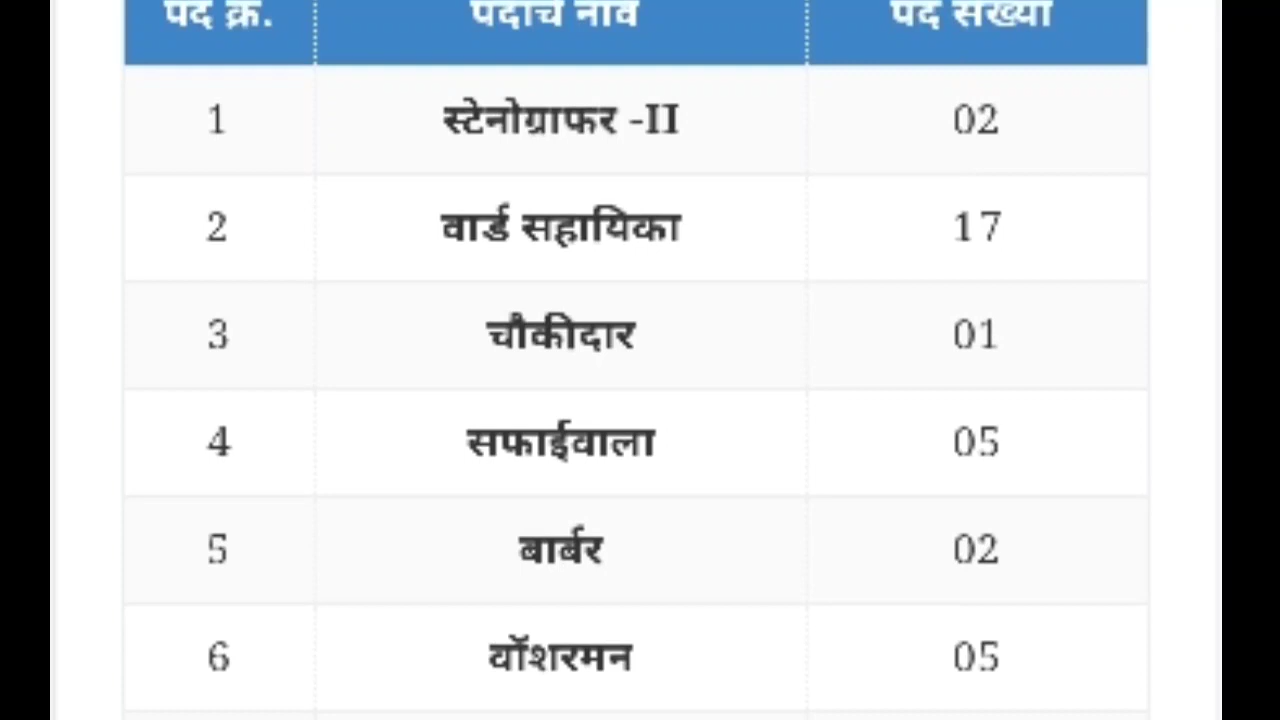 पद क्र. पदाचे नाव पद संख्या
1 स्टेनोग्राफर -II 02
2 वार्ड सहायिका 17
3 चौकीदार 01
4 सफाईवाला 05
5 बार्बर 02
6 वॉशरमन 05